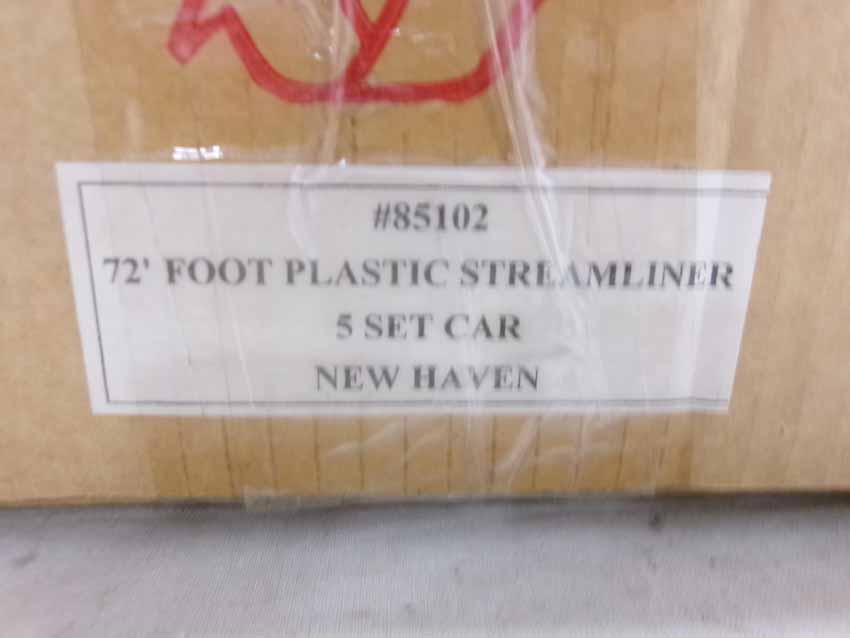 #85102
72' FOOT PLASTIC STREAMLINER
5 SET CAR
NEW HAVEN